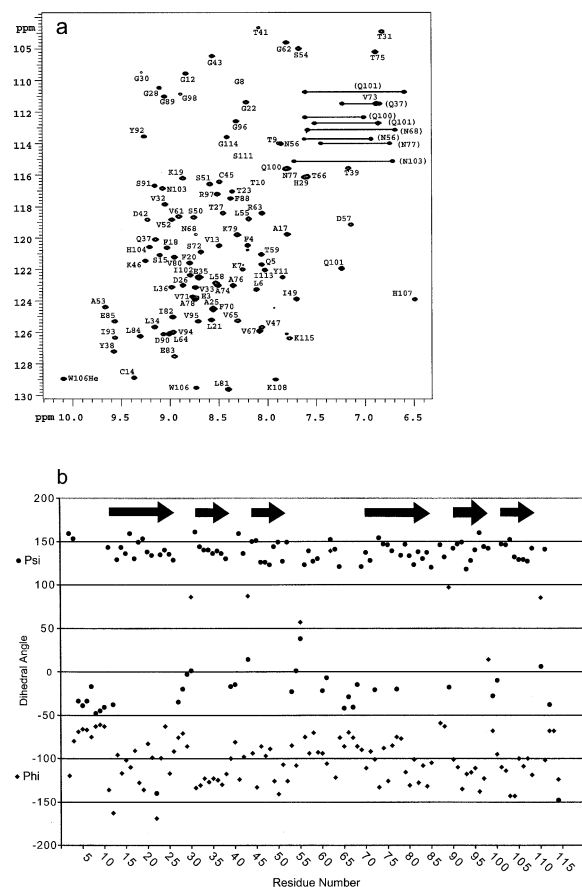 ppm
a
105
110
115
120
125
130
T41
G62
S54
T31
T75
G43
G30
G12
G8
G28
G89
G98
G22
(Q101)
V73
(Q37)
(Q100)
(Q101)
(N68)
(N56)
(N77)
(N103)
G96
Y92
G114
T9
N56
S111
Q100
N77
H29
T66
T39
K19
S51
C45
T10
S91
N103
R97
T23
F88
V32
T27
R63
V61
S50
L55
D42
V52
N68
K79
A17
D57
Q37
F18
V13
F4
H104
S72
T59
S15
V80
F20
K46
I102
E35
K7
I113
Q5
Y11
Q101
D26
L58
L36
V33
A76
L6
A74
V71
E3
I49
H107
A78
A25
A53
F70
I82
E85
V95
V65
L21
V47
L34
V67
I93
L84
V94
D90
L64
K115
Y38
E83
C14
W106He
W106
L81
K108
ppm
10.0
9.5
9.0
8.5
8.0
7.5
7.0
6.5
b
200
150
100
50
0
-50
-100
-150
-200
Psi
Phi
Dihedral Angle
5 10 15 20 25 30 35 40 45 50 55 60 65 70 75 80 85 90 95 100 105 110 115
Residue Number